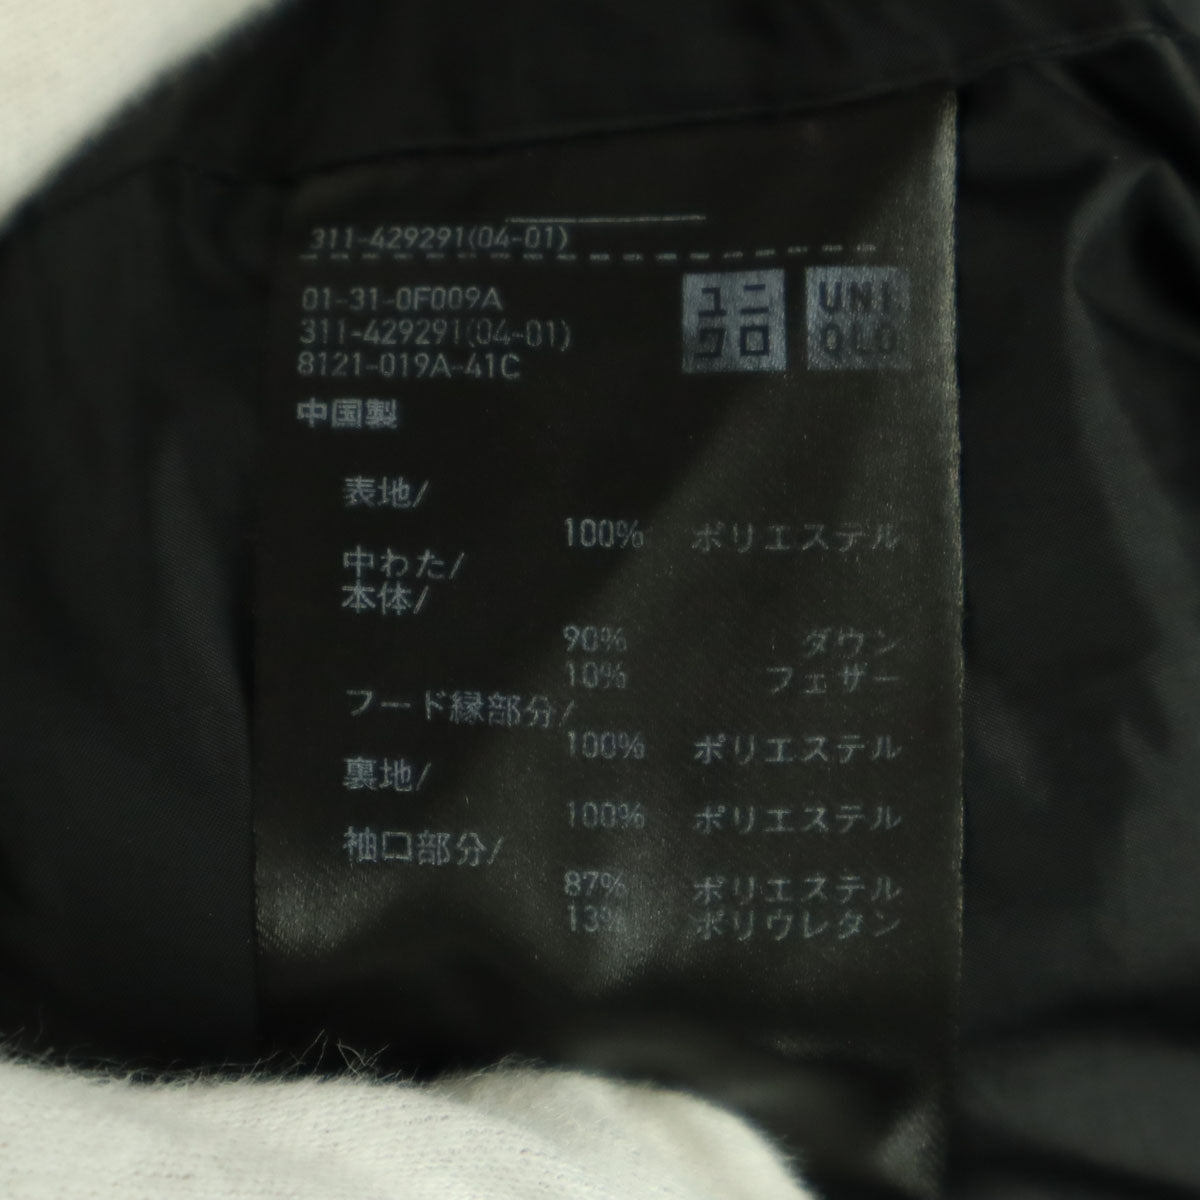 311-429291(04-01)
01-31-0F009A
311-429291(04-01)
8121-019A-41C
ユニ
クロ
UNI
QLO
中国製
表地/
100% ポリエステル
中わた/
本体/
90% ダウン
10% フェザー
フード縁部分/
100% ポリエステル
裏地/
100% ポリエステル
袖口部分/
87% ポリエステル
13% ポリウレタン